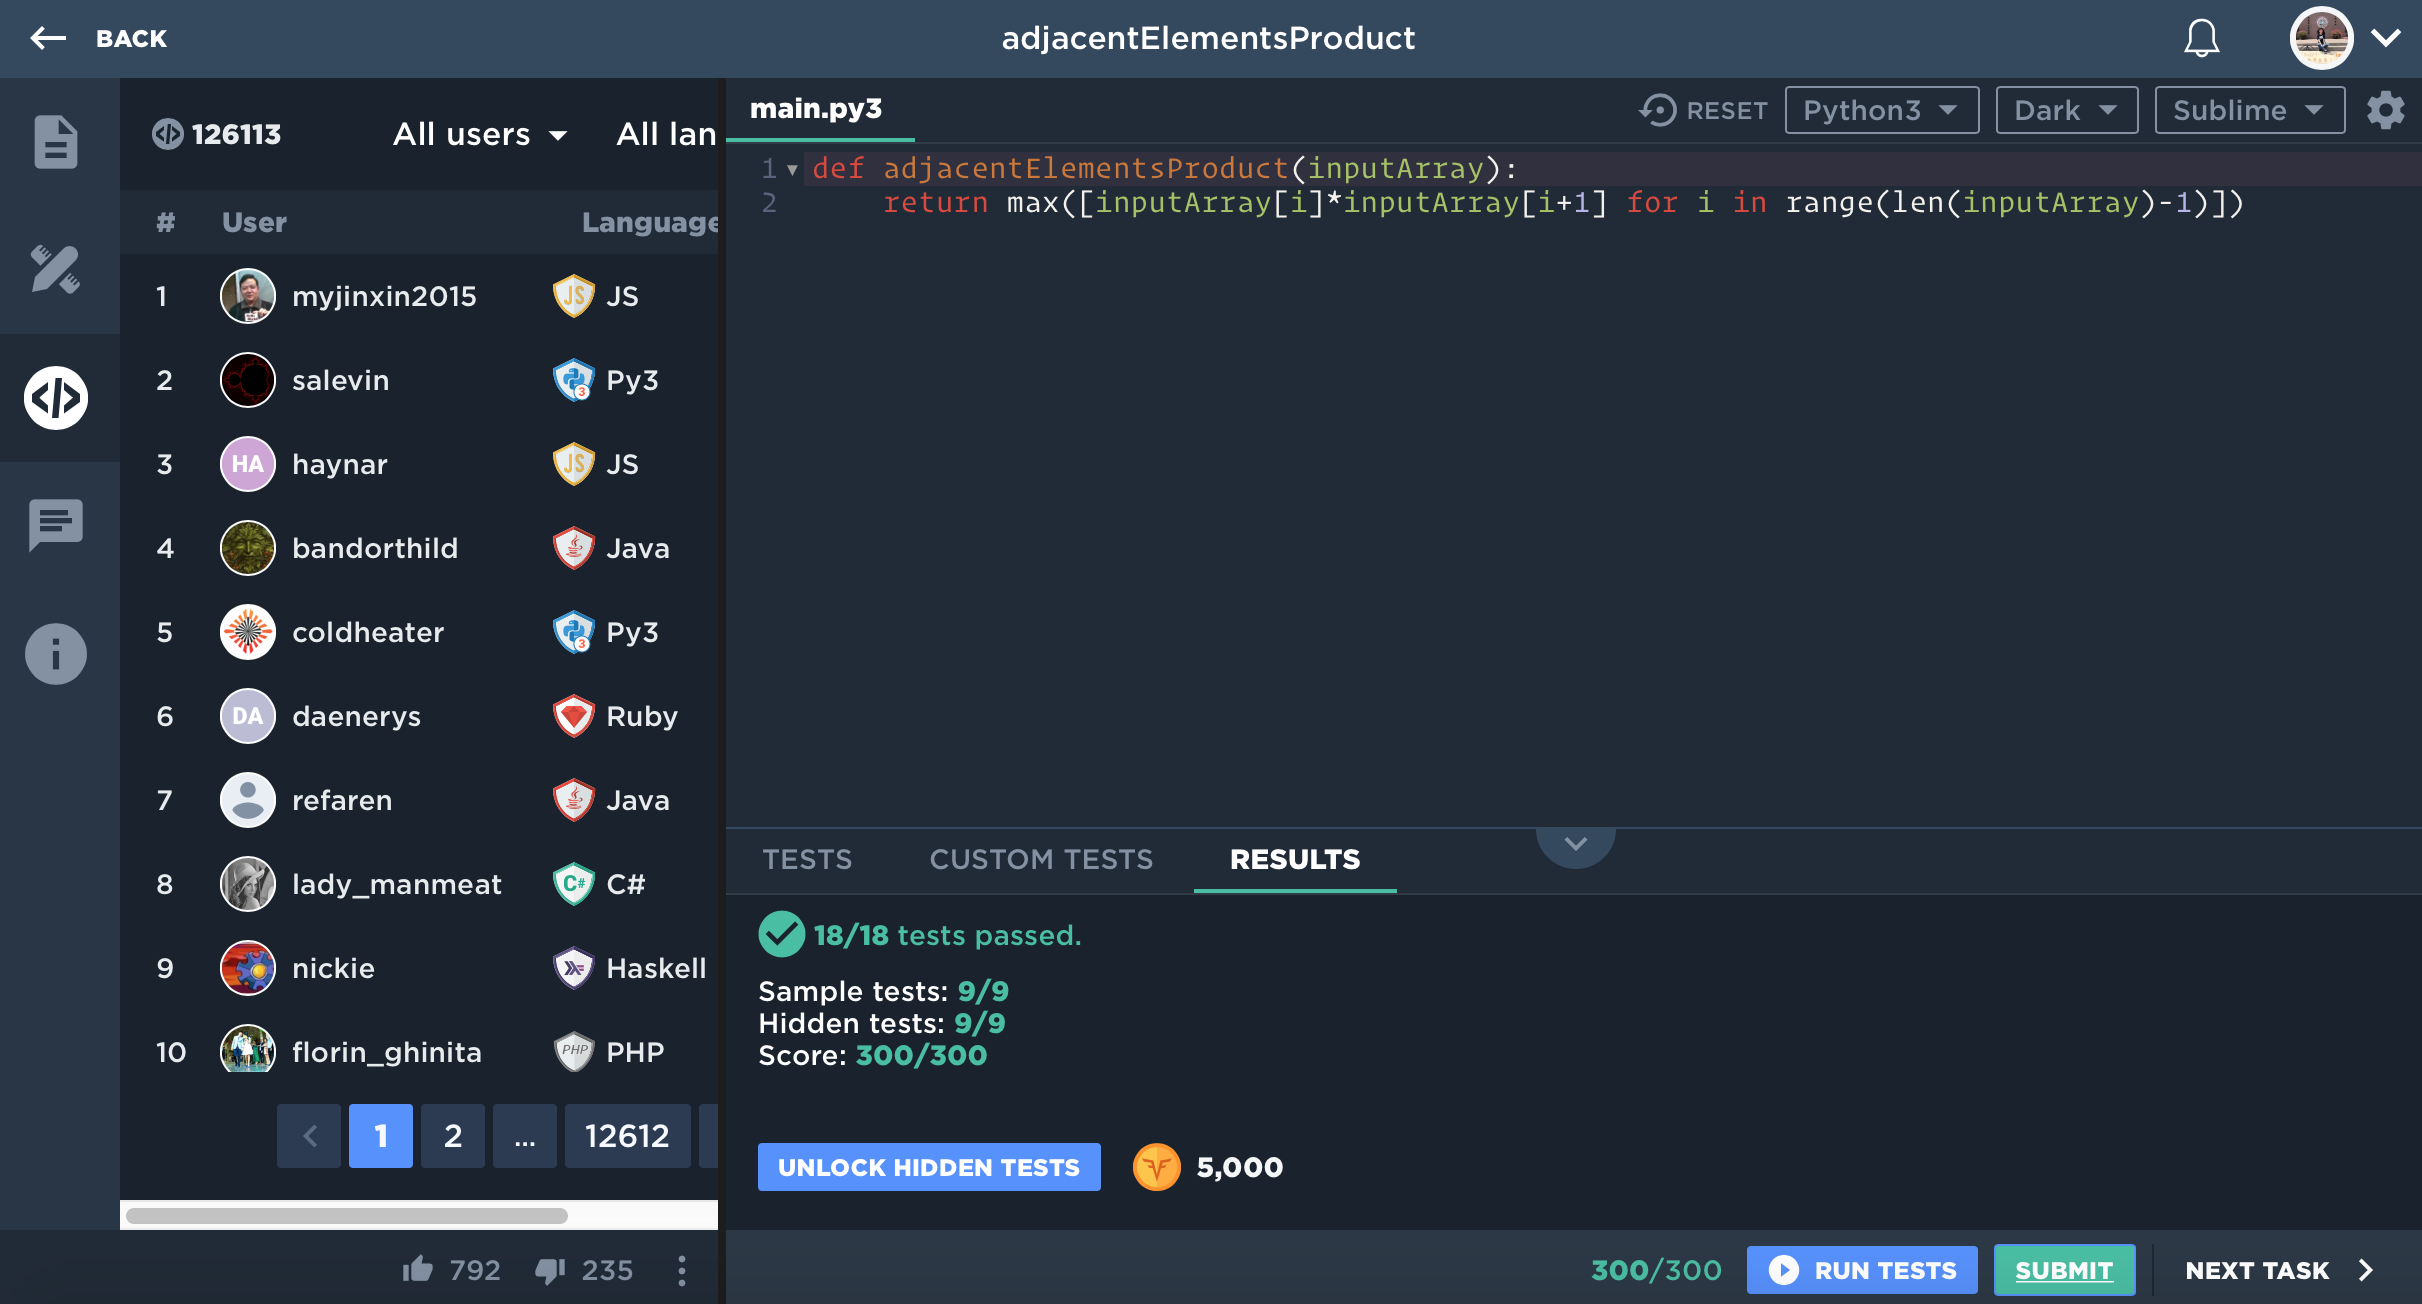 BACK
adjacentElementsProduct
126113
All users
All lan
# User Language
1 myjinxin2015 JS JS
2 salevin 3 Py3
3 HA haynar JS JS
4 bandorthild Java
5 coldheater 3 Py3
6 DA daenerys Ruby
7 refaren Java
8 lady_manmeat C# C#
9 nickie Haskell
10 florin_ghinita PHP PHP
< 1 2 ... 12612
792 235
main.py3
RESET Python3 Dark Sublime
1 def adjacentElementsProduct(inputArray):
2 return max([inputArray[i]*inputArray[i+1] for i in range(len(inputArray)-1)])
TESTS CUSTOM TESTS RESULTS
18/18 tests passed.
Sample tests: 9/9
Hidden tests: 9/9
Score: 300/300
UNLOCK HIDDEN TESTS 5,000
300/300 RUN TESTS SUBMIT NEXT TASK